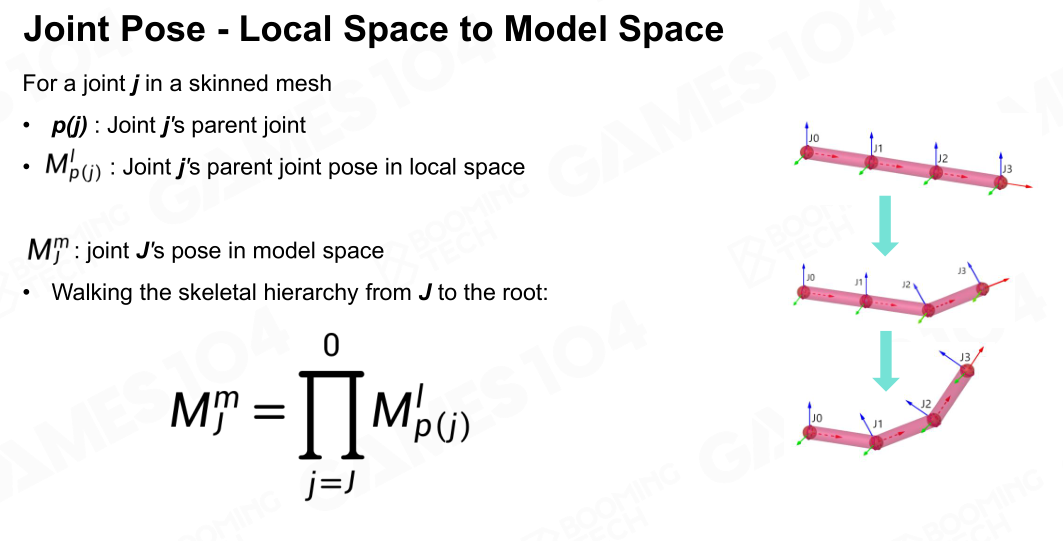 Joint Pose - Local Space to Model Space
For a joint j in a skinned mesh
• p(j) : Joint j's parent joint
• M^l_{p(j)} : Joint j's parent joint pose in local space
M^m_J : joint J's pose in model space
• Walking the skeletal hierarchy from J to the root:
M^m_J = ∏_{j=J}^{0} M^l_{p(j)}
J0
J1
J2
J3
J0
J1
J2
J3
J0
J1
J2
J3
GAMES104
BOOMING TECH